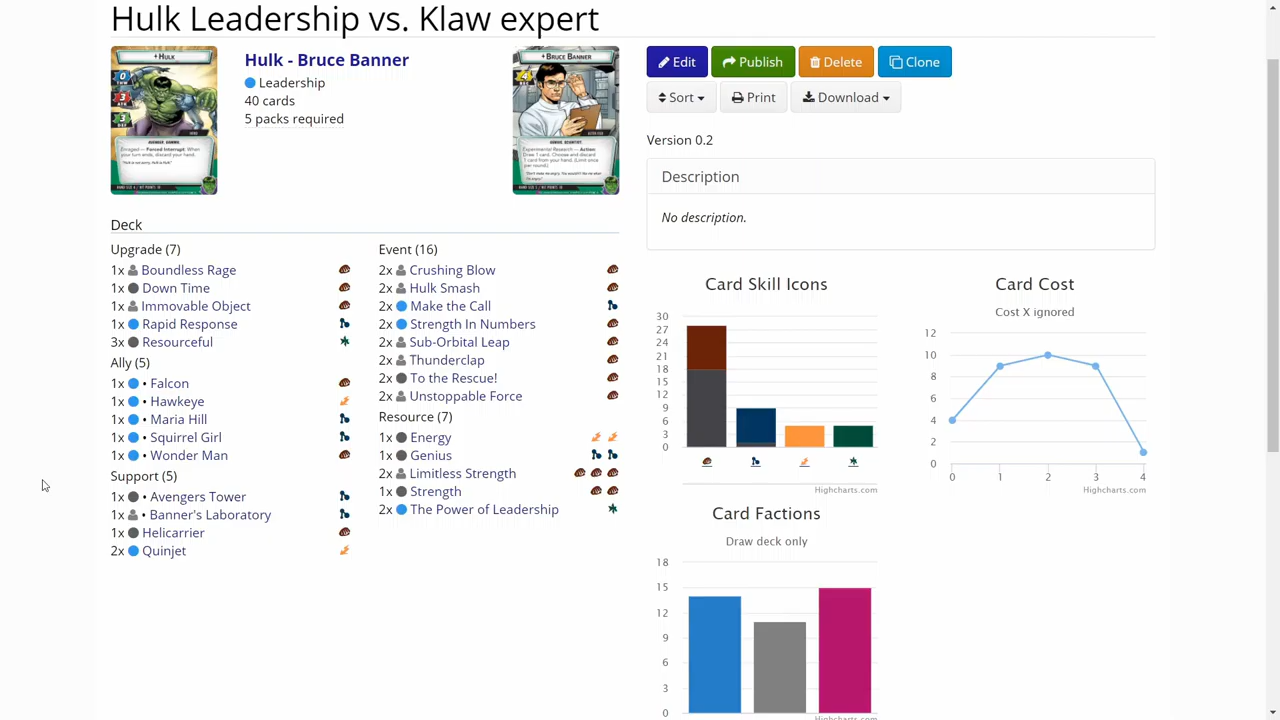 Hulk Leadership vs. Klaw expert
HULK
Hulk - Bruce Banner
Leadership
40 cards
5 packs required
BRUCE BANNER
Edit
Publish
Delete
Clone
Sort
Print
Download
Version 0.2
Description
No description.
Deck
Upgrade (7)
1x Boundless Rage
1x Down Time
1x Immovable Object
1x Rapid Response
3x Resourceful
Ally (5)
1x • Falcon
1x • Hawkeye
1x • Maria Hill
1x • Squirrel Girl
1x • Wonder Man
Support (5)
1x • Avengers Tower
1x • Banner's Laboratory
1x Helicarrier
2x Quinjet
Event (16)
2x Crushing Blow
2x Hulk Smash
2x Make the Call
2x Strength In Numbers
2x Sub-Orbital Leap
2x Thunderclap
2x To the Rescue!
2x Unstoppable Force
Resource (7)
1x Energy
1x Genius
2x Limitless Strength
1x Strength
2x The Power of Leadership
Card Skill Icons
30
27
24
21
18
15
12
9
6
3
0
Highcharts.com
Card Cost
Cost X ignored
12
10
8
6
4
2
0
0 1 2 3 4
Highcharts.com
Card Factions
Draw deck only
18
15
12
9
6
3
0
Highcharts.com